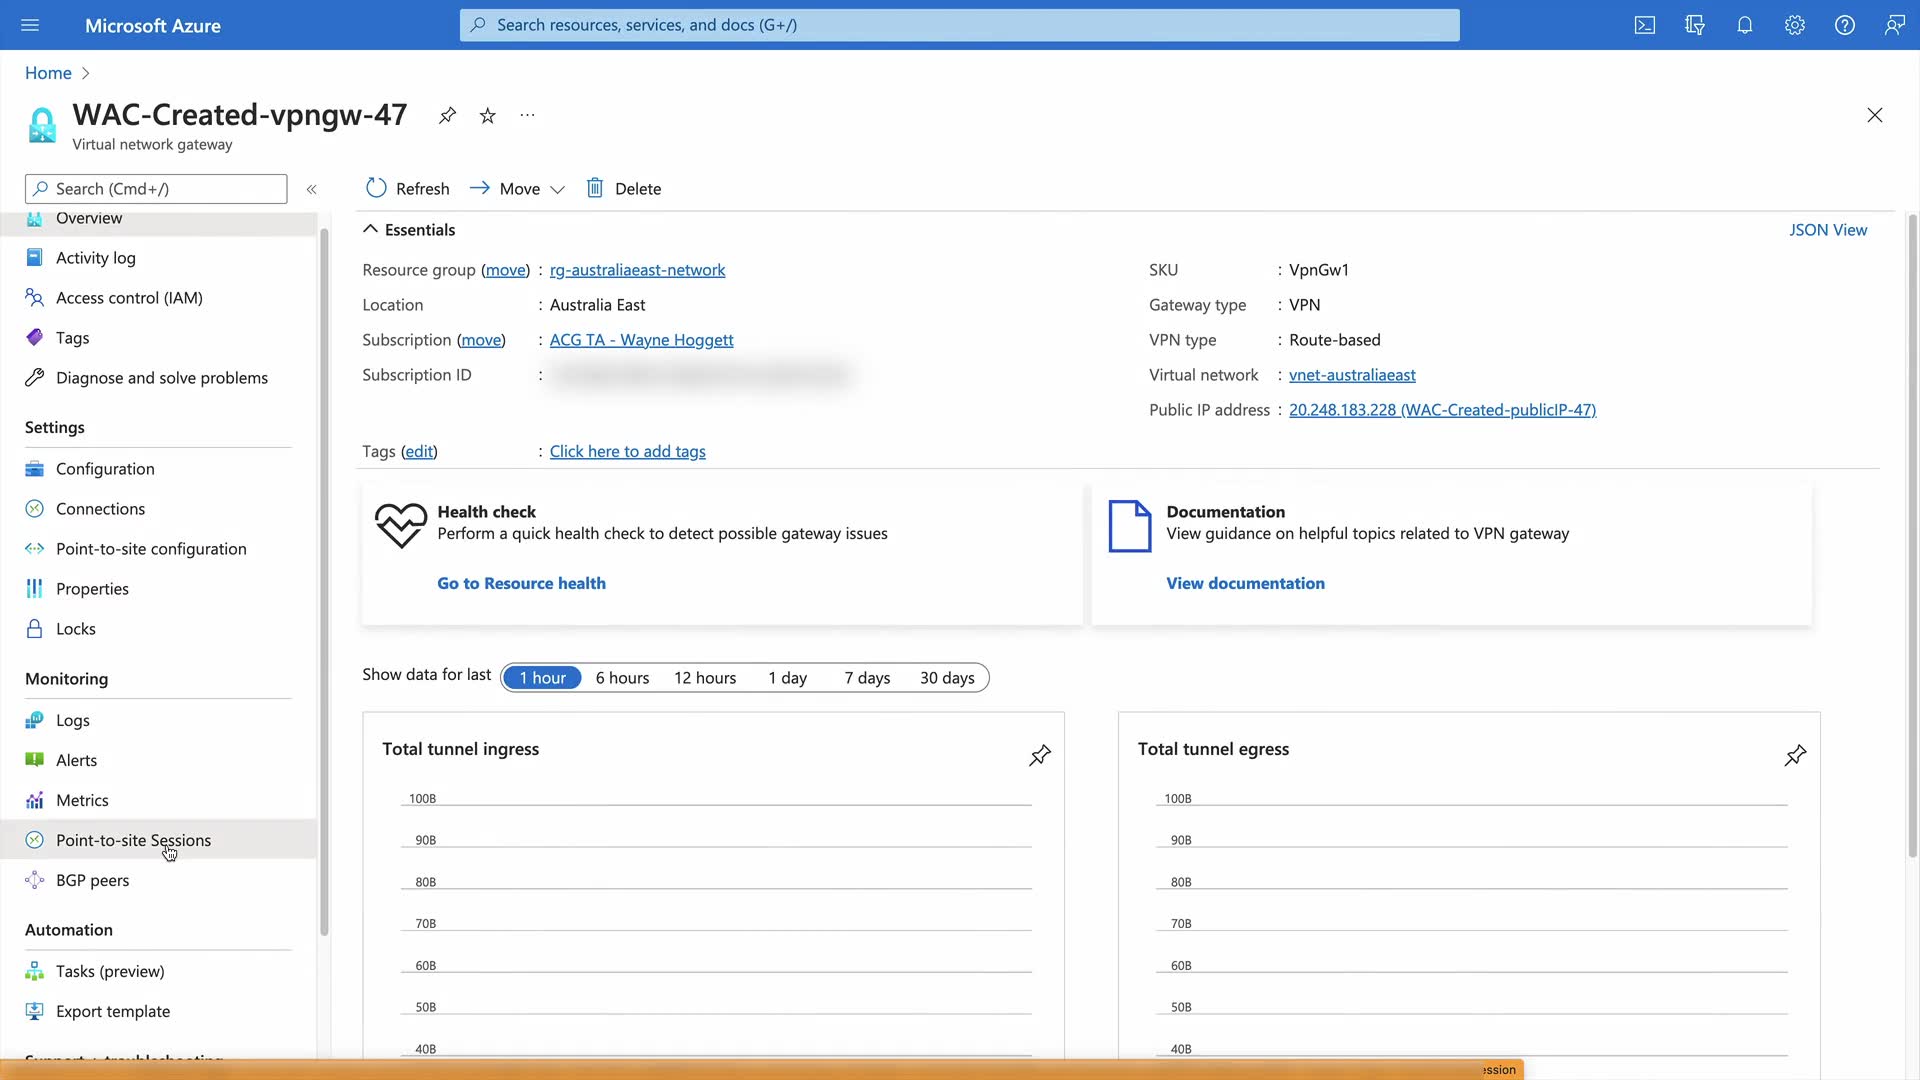 Microsoft Azure
Search resources, services, and docs (G+/)
Home
WAC-Created-vpngw-47
Virtual network gateway
Search (Cmd+/)
Overview
Activity log
Access control (IAM)
Tags
Diagnose and solve problems
Settings
Configuration
Connections
Point-to-site configuration
Properties
Locks
Monitoring
Logs
Alerts
Metrics
Point-to-site Sessions
BGP peers
Automation
Tasks (preview)
Export template
Refresh
Move
Delete
Essentials
JSON View
Resource group (move) : rg-australiaeast-network
Location : Australia East
Subscription (move) : ACG TA - Wayne Hoggett
Subscription ID :
Tags (edit) : Click here to add tags
SKU : VpnGw1
Gateway type : VPN
VPN type : Route-based
Virtual network : vnet-australiaeast
Public IP address : 20.248.183.228 (WAC-Created-publicIP-47)
Health check
Perform a quick health check to detect possible gateway issues
Go to Resource health
Documentation
View guidance on helpful topics related to VPN gateway
View documentation
Show data for last 1 hour 6 hours 12 hours 1 day 7 days 30 days
Total tunnel ingress
100B
90B
80B
70B
60B
50B
40B
Total tunnel egress
100B
90B
80B
70B
60B
50B
40B